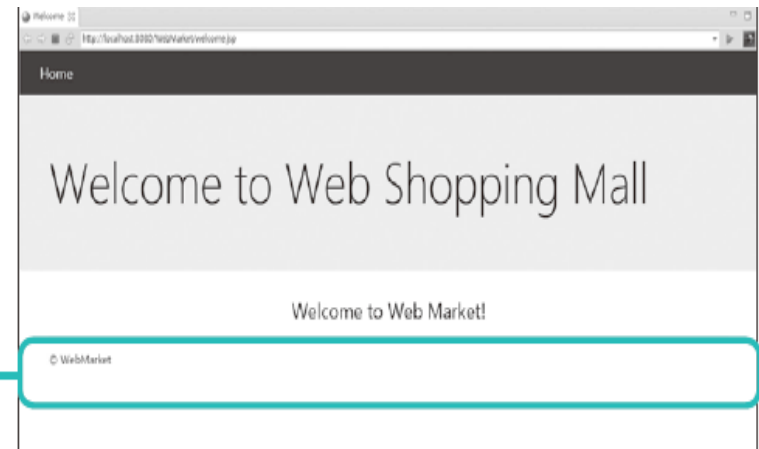 Welcome
http://localhost:8080/WebMarket/welcome.jsp
Home
Welcome to Web Shopping Mall
Welcome to Web Market!
© WebMarket